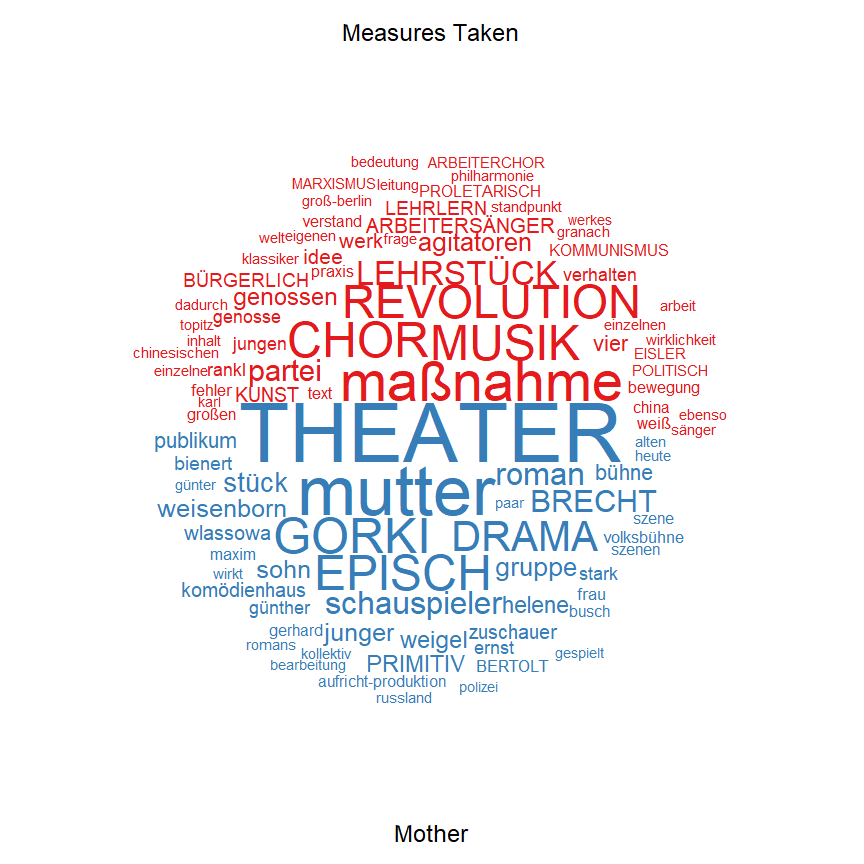 Measures Taken
bedeutung ARBEITERCHOR
philharmonie
MARXISMUS leitung PROLETARISCH
groß-berlin LEHRLERN standpunkt
verstand ARBEITERSÄNGER werkes
welt eigenen werk frage agitatoren granach
klassiker idee KOMMUNISMUS
BÜRGERLICH praxis LEHRSTÜCK verhalten
dadurch genossen REVOLUTION arbeit
topitz genosse einzelnen
inhalt jungen CHOR MUSIK vier wirklichkeit
chinesischen EISLER
einzelne rankl partei maßnahme POLITISCH
fehler KUNST text bewegung
karl
großen china ebenso
weiß sänger
publikum THEATER alten
bienert heute
günter stück mutter roman bühne
weisenborn paar BRECHT
szene
wlassowa GORKI DRAMA volksbühne
maxim szenen
wirkt sohn EPISCH gruppe stark
komödienhaus frau
günther schauspieler helene busch
gerhard junger weigel zuschauer
romans kollektiv ernst gespielt
bearbeitung PRIMITIV BERTOLT
aufricht-produktion polizei
russland
Mother